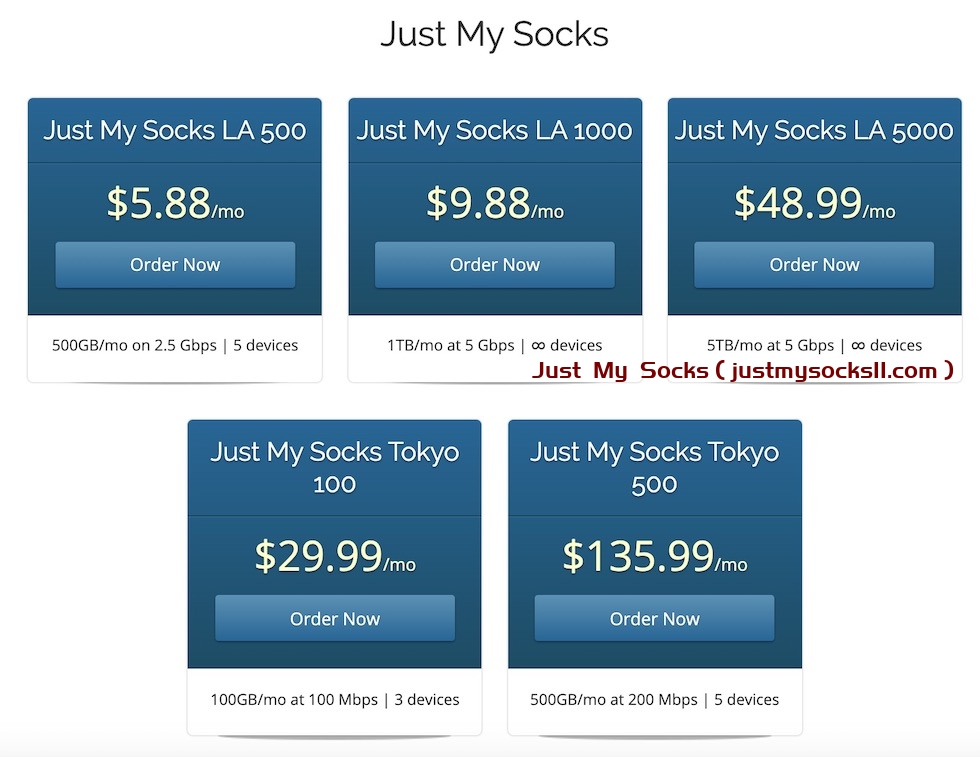 Just My Socks
Just My Socks LA 500
$5.88/mo
Order Now
500GB/mo on 2.5 Gbps | 5 devices
Just My Socks LA 1000
$9.88/mo
Order Now
1TB/mo at 5 Gbps | ∞ devices
Just My Socks LA 5000
$48.99/mo
Order Now
5TB/mo at 5 Gbps | ∞ devices
Just My Socks ( justmysocks11.com )
Just My Socks Tokyo
100
$29.99/mo
Order Now
100GB/mo at 100 Mbps | 3 devices
Just My Socks Tokyo
500
$135.99/mo
Order Now
500GB/mo at 200 Mbps | 5 devices